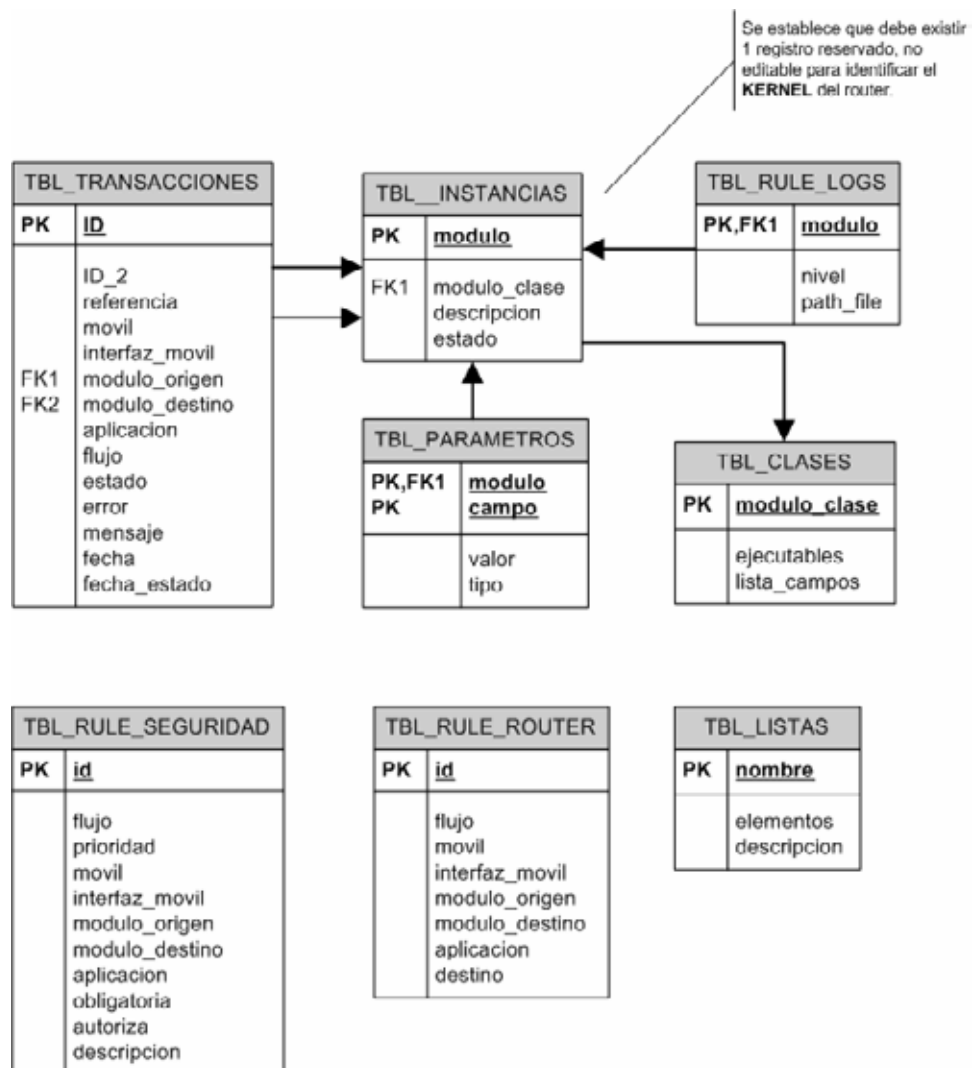 Se establece que debe existir
1 registro reservado, no
editable para identificar el
KERNEL del router.
TBL_TRANSACCIONES
PK ID
ID_2
referencia
movil
interfaz_movil
FK1 modulo_origen
FK2 modulo_destino
aplicacion
flujo
estado
error
mensaje
fecha
fecha_estado
TBL__INSTANCIAS
PK modulo
FK1 modulo_clase
descripcion
estado
TBL_RULE_LOGS
PK,FK1 modulo
nivel
path_file
TBL_PARAMETROS
PK,FK1 modulo
PK campo
valor
tipo
TBL_CLASES
PK modulo_clase
ejecutables
lista_campos
TBL_RULE_SEGURIDAD
PK id
flujo
prioridad
movil
interfaz_movil
modulo_origen
modulo_destino
aplicacion
obligatoria
autoriza
descripcion
TBL_RULE_ROUTER
PK id
flujo
movil
interfaz_movil
modulo_origen
modulo_destino
aplicacion
destino
TBL_LISTAS
PK nombre
elementos
descripcion